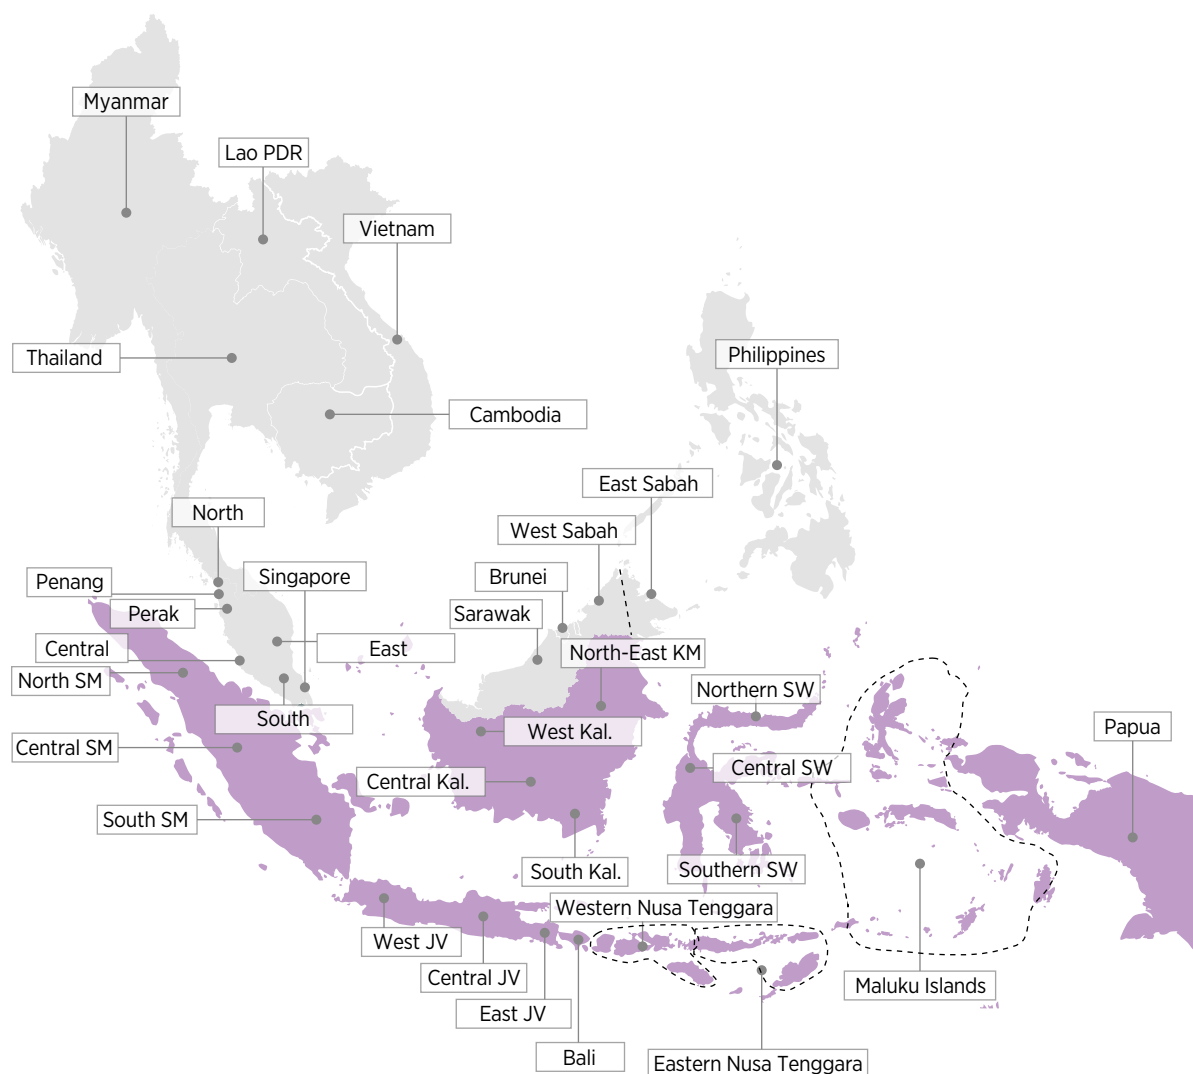 Myanmar
Lao PDR
Vietnam
Thailand
Philippines
Cambodia
East Sabah
North
West Sabah
Penang
Singapore
Brunei
Perak
Sarawak
Central
East
North-East KM
North SM
Northern SW
South
West Kal.
Papua
Central SM
Central Kal.
Central SW
South SM
South Kal.
Southern SW
Western Nusa Tenggara
West JV
Central JV
Maluku Islands
East JV
Bali
Eastern Nusa Tenggara